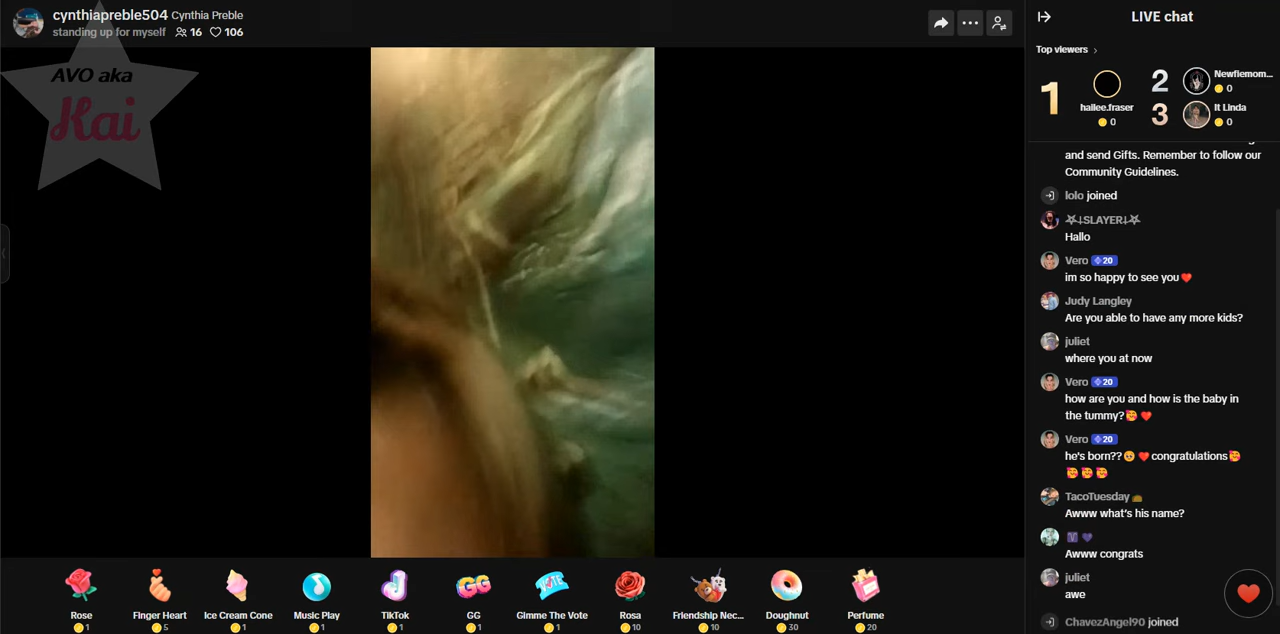 cynthiapreble504 Cynthia Preble
standing up for myself 16 106
AVO aka
Kai
LIVE chat
Top viewers >
1 hailee.fraser 0
2 Newfiemom... 0
3 It Linda 0
and send Gifts. Remember to follow our
Community Guidelines.
lolo joined
⛧⸸SLAYER⸸⛧
Hallo
Vero 20
im so happy to see you❤️
Judy Langley
Are you able to have any more kids?
juliet
where you at now
Vero 20
how are you and how is the baby in
the tummy?🥰 ❤️
Vero 20
he's born??🥹 ❤️congratulations🥰
🥰 🥰 🥰
TacoTuesday🌮
Awww what's his name?
Awww congrats
juliet
awe
ChavezAngel90 joined
Rose Finger Heart Ice Cream Cone Music Play TikTok GG Gimme The Vote Rosa Friendship Nec... Doughnut Perfume
1 5 1 1 1 1 1 10 10 30 20